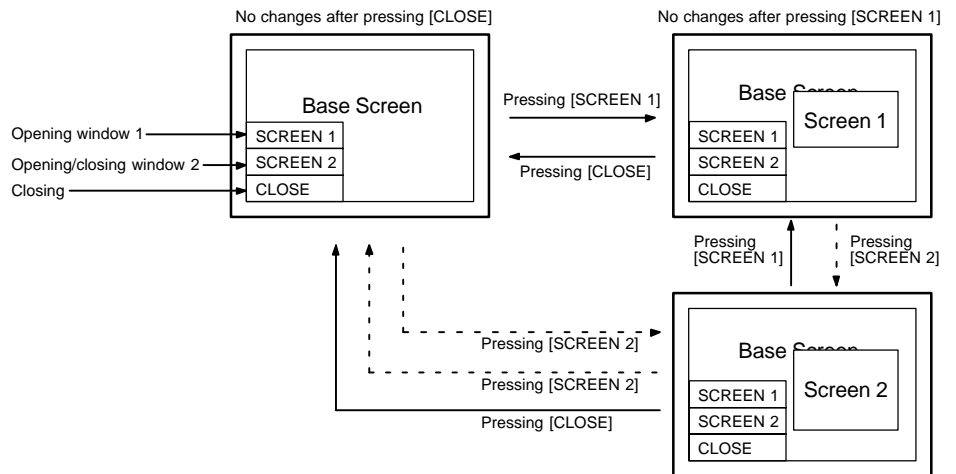 No changes after pressing [CLOSE]
No changes after pressing [SCREEN 1]
Base Screen
SCREEN 1
SCREEN 2
CLOSE
Opening window 1
Opening/closing window 2
Closing
Pressing [SCREEN 1]
Pressing [CLOSE]
Base Screen
Screen 1
SCREEN 1
SCREEN 2
CLOSE
Pressing
[SCREEN 1]
Pressing
[SCREEN 2]
Pressing [SCREEN 2]
Pressing [SCREEN 2]
Pressing [CLOSE]
Base Screen
Screen 2
SCREEN 1
SCREEN 2
CLOSE